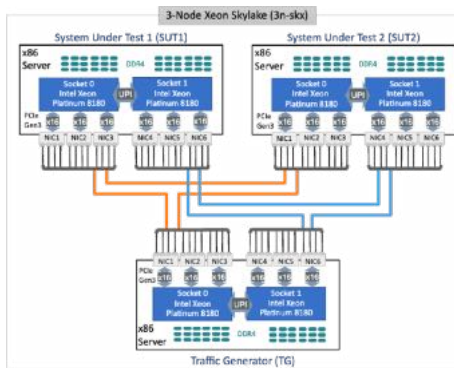 3-Node Xeon Skylake (3n-skx)
System Under Test 1 (SUT1)
x86
Server
DDR4
Socket 0
Intel Xeon
Platinum 8180
UPI
Socket 1
Intel Xeon
Platinum 8180
PCIe
Gen3
x16
x16
x16
x16
x16
x16
NIC1
NIC2
NIC3
NIC4
NIC5
NIC6
System Under Test 2 (SUT2)
x86
Server
DDR4
Socket 0
Intel Xeon
Platinum 8180
UPI
Socket 1
Intel Xeon
Platinum 8180
PCIe
Gen3
x16
x16
x16
x16
x16
x16
NIC1
NIC2
NIC3
NIC4
NIC5
NIC6
NIC1
NIC2
NIC3
NIC4
NIC5
NIC6
PCIe
Gen3
x16
x16
x16
x16
x16
x16
Socket 0
Intel Xeon
Platinum 8180
UPI
Socket 1
Intel Xeon
Platinum 8180
x86
Server
DDR4
Traffic Generator (TG)